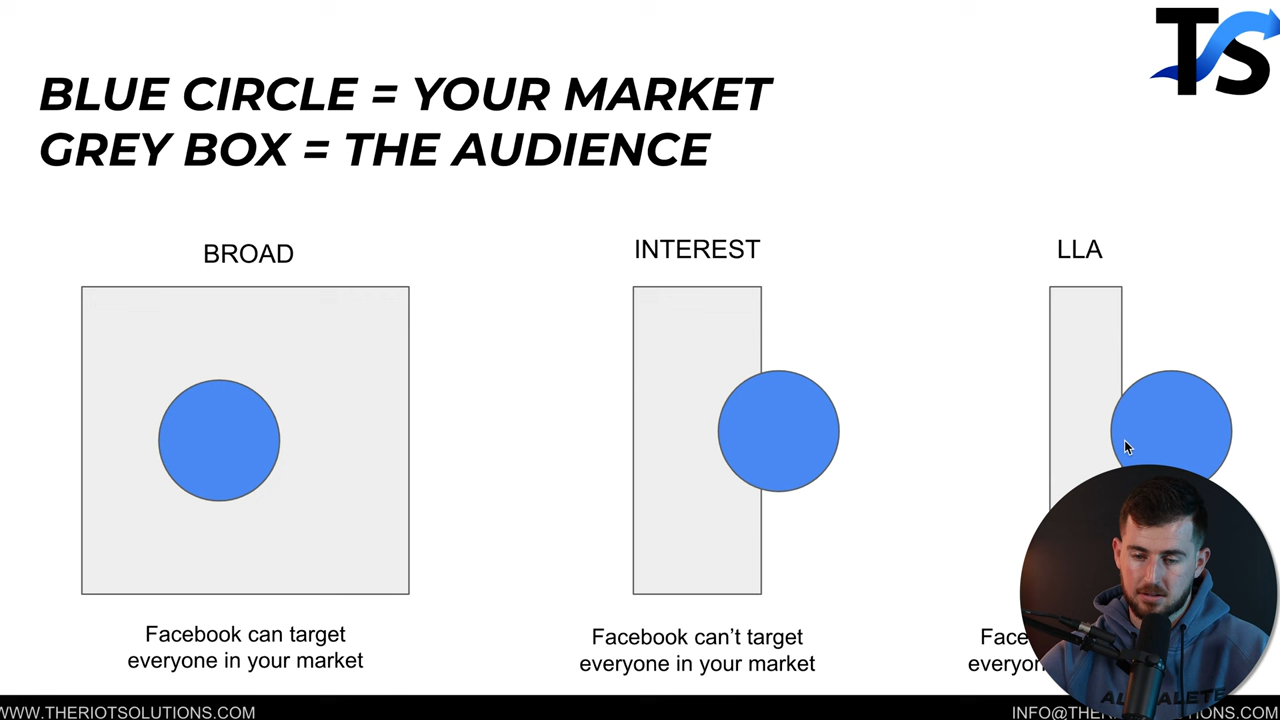 TS
BLUE CIRCLE = YOUR MARKET
GREY BOX = THE AUDIENCE
BROAD
INTEREST
LLA
Facebook can target
everyone in your market
Facebook can't target
everyone in your market
WWW.THERIOTSOLUTIONS.COM